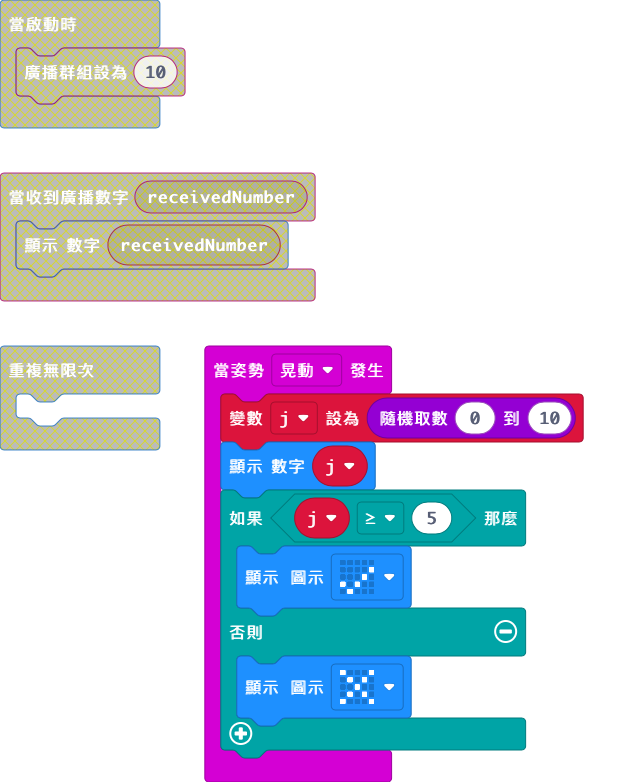 當啟動時
廣播群組設為 10
當收到廣播數字 receivedNumber
顯示 數字 receivedNumber
重複無限次
當姿勢 晃動 發生
變數 j 設為 隨機取數 0 到 10
顯示 數字 j
如果 j ≥ 5 那麼
顯示 圖示
否則
顯示 圖示